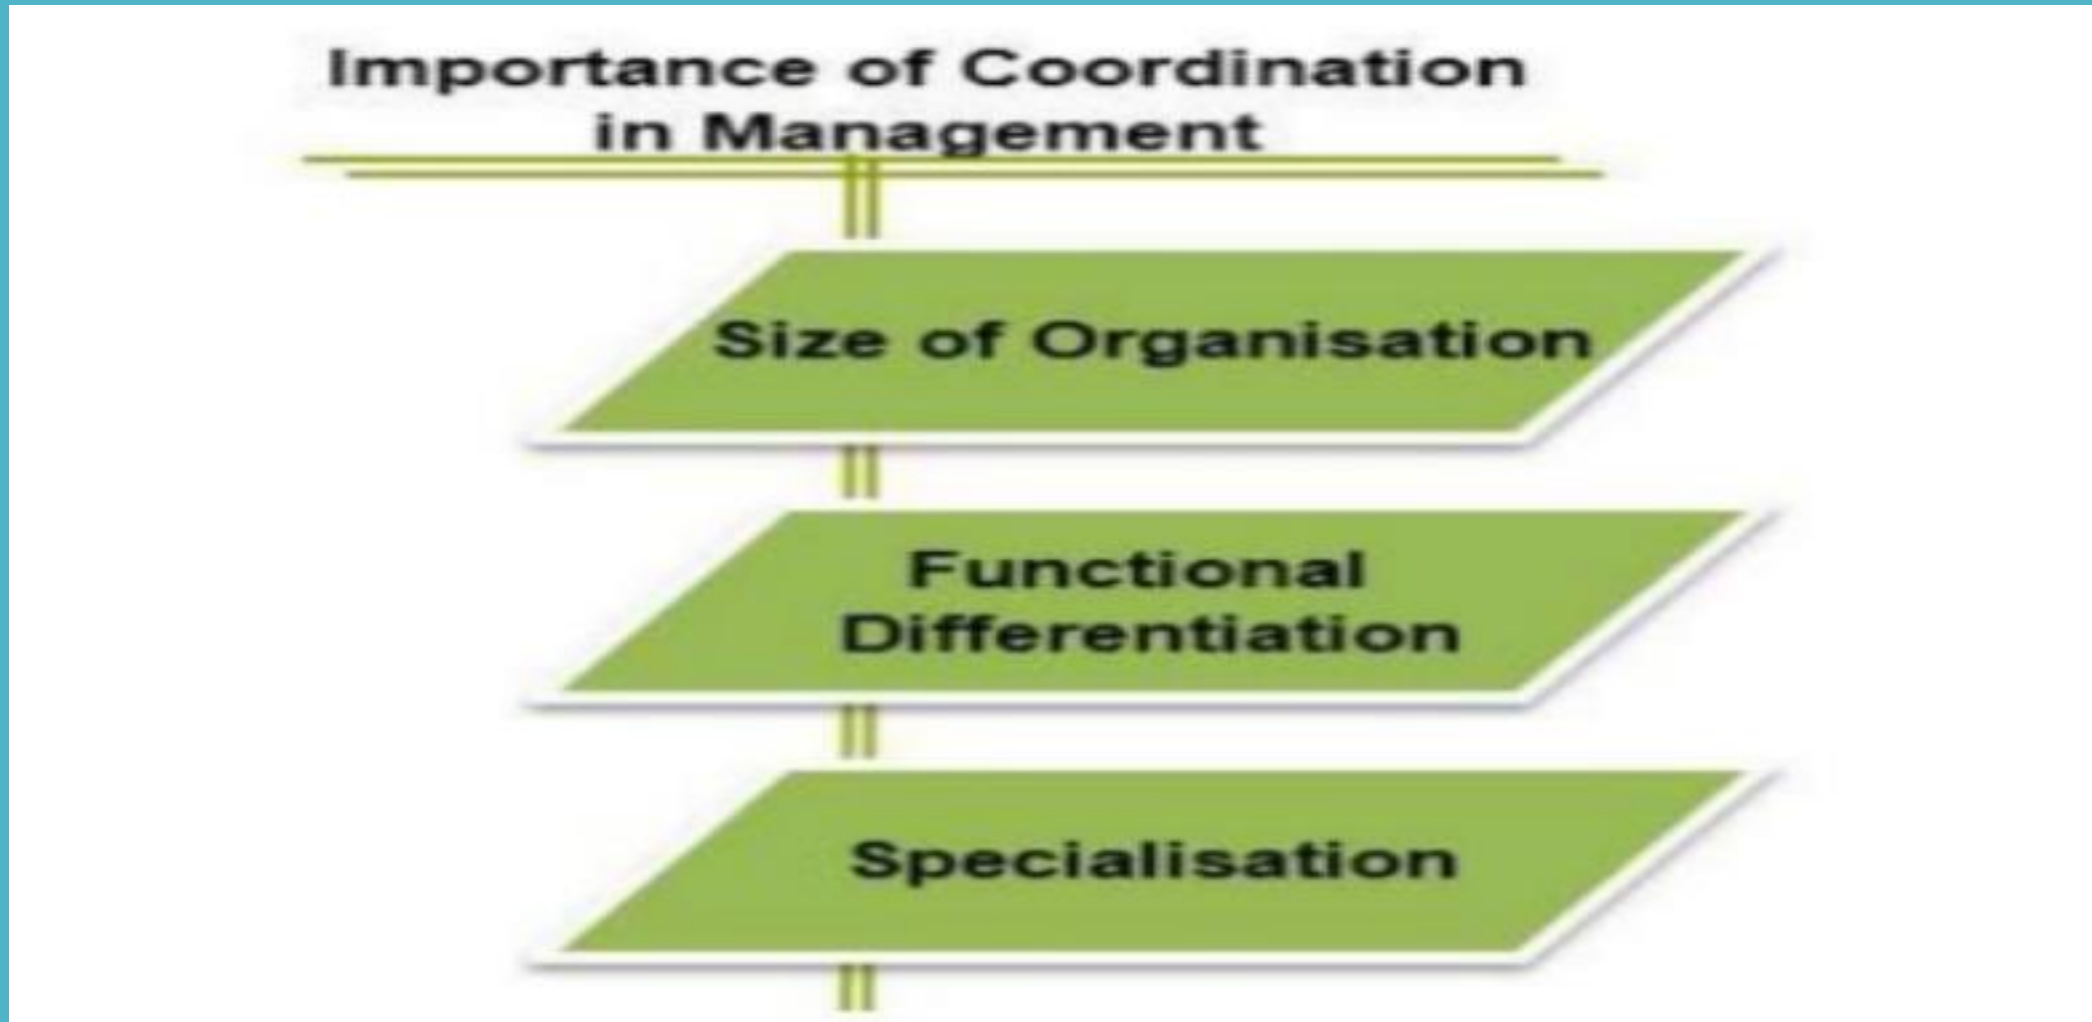 Importance of Coordination
in Management
Size of Organisation
Functional
Differentiation
Specialisation